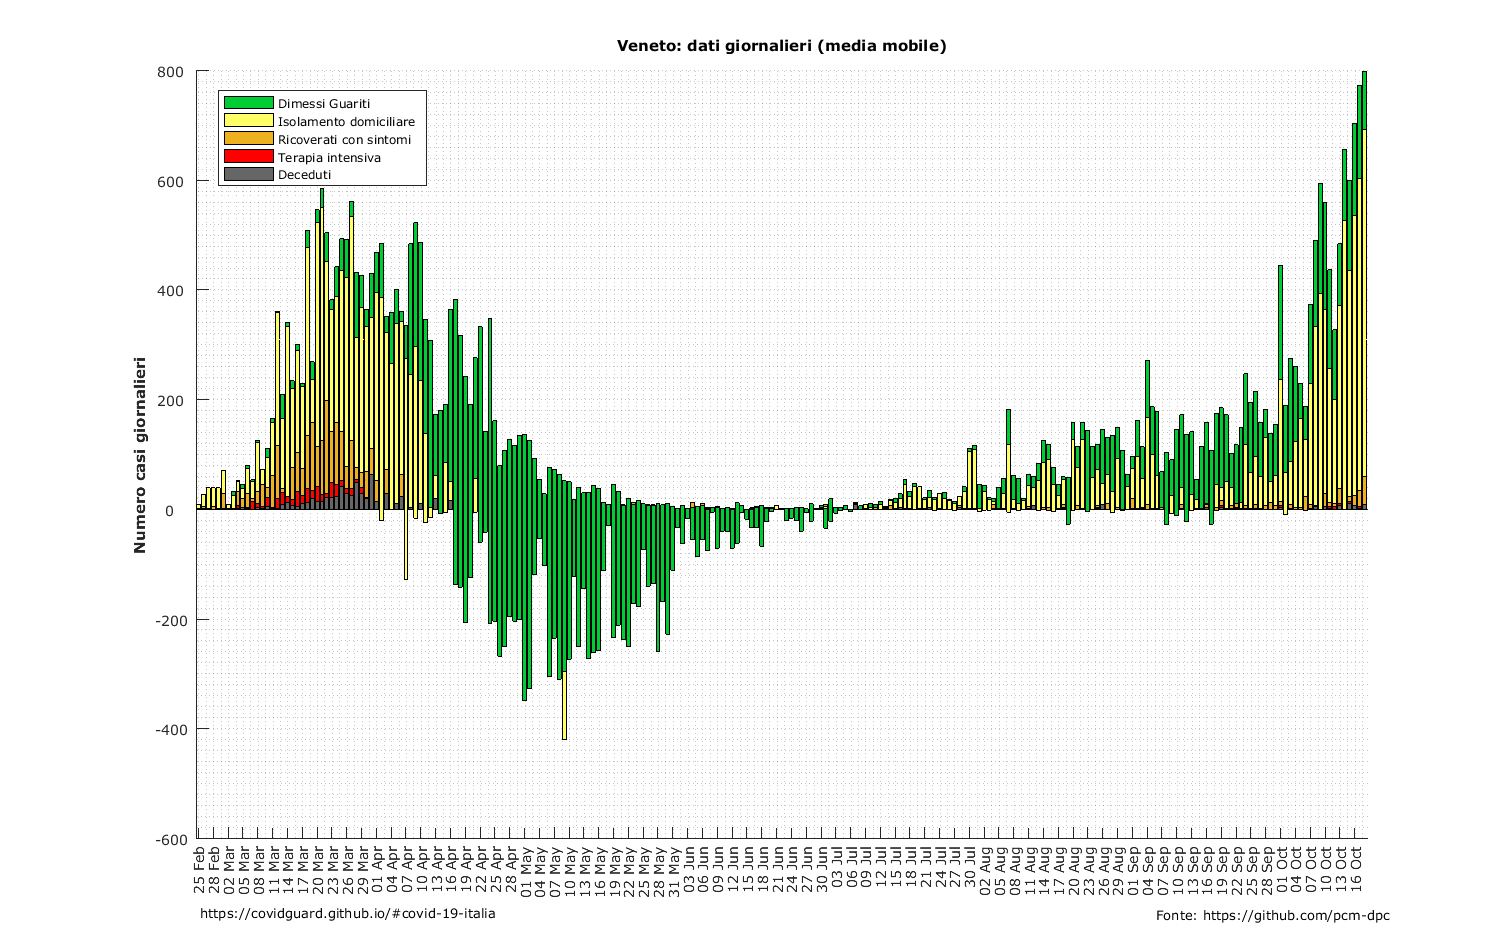 Veneto: dati giornalieri (media mobile)
Numero casi giornalieri
800
600
400
200
0
-200
-400
-600
Dimessi Guariti
Isolamento domiciliare
Ricoverati con sintomi
Terapia intensiva
Deceduti
25 Feb
28 Feb
02 Mar
05 Mar
08 Mar
11 Mar
14 Mar
17 Mar
20 Mar
23 Mar
26 Mar
29 Mar
01 Apr
04 Apr
07 Apr
10 Apr
13 Apr
16 Apr
19 Apr
22 Apr
25 Apr
28 Apr
01 May
04 May
07 May
10 May
13 May
16 May
19 May
22 May
25 May
28 May
31 May
03 Jun
06 Jun
09 Jun
12 Jun
15 Jun
18 Jun
21 Jun
24 Jun
27 Jun
30 Jun
03 Jul
06 Jul
09 Jul
12 Jul
15 Jul
18 Jul
21 Jul
24 Jul
27 Jul
30 Jul
02 Aug
05 Aug
08 Aug
11 Aug
14 Aug
17 Aug
20 Aug
23 Aug
26 Aug
29 Aug
01 Sep
04 Sep
07 Sep
10 Sep
13 Sep
16 Sep
19 Sep
22 Sep
25 Sep
28 Sep
01 Oct
04 Oct
07 Oct
10 Oct
13 Oct
16 Oct
https://covidguard.github.io/#covid-19-italia
Fonte: https://github.com/pcm-dpc